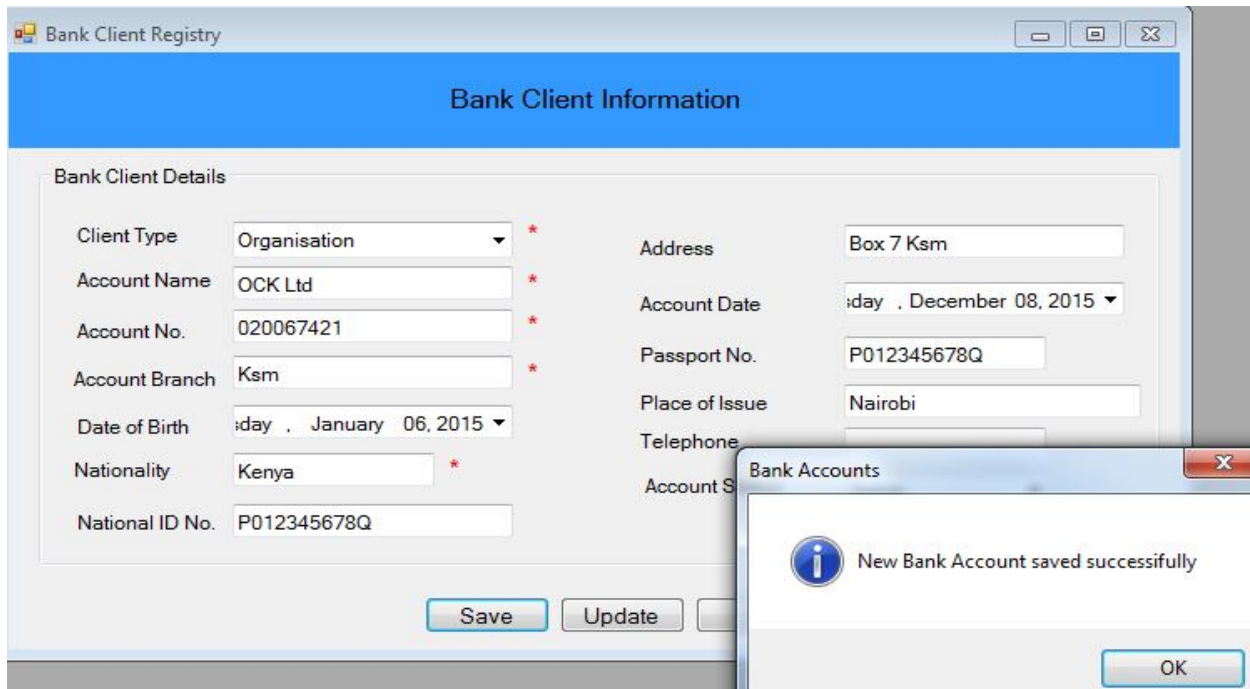 Bank Client Registry
Bank Client Information
Bank Client Details
Client Type Organisation *
Account Name OCK Ltd *
Account No. 020067421 *
Account Branch Ksm *
Date of Birth sday , January 06, 2015
Nationality Kenya *
National ID No. P012345678Q
Address Box 7 Ksm
Account Date sday , December 08, 2015
Passport No. P012345678Q
Place of Issue Nairobi
Telephone
Account S
Save Update
Bank Accounts
New Bank Account saved successifully
OK